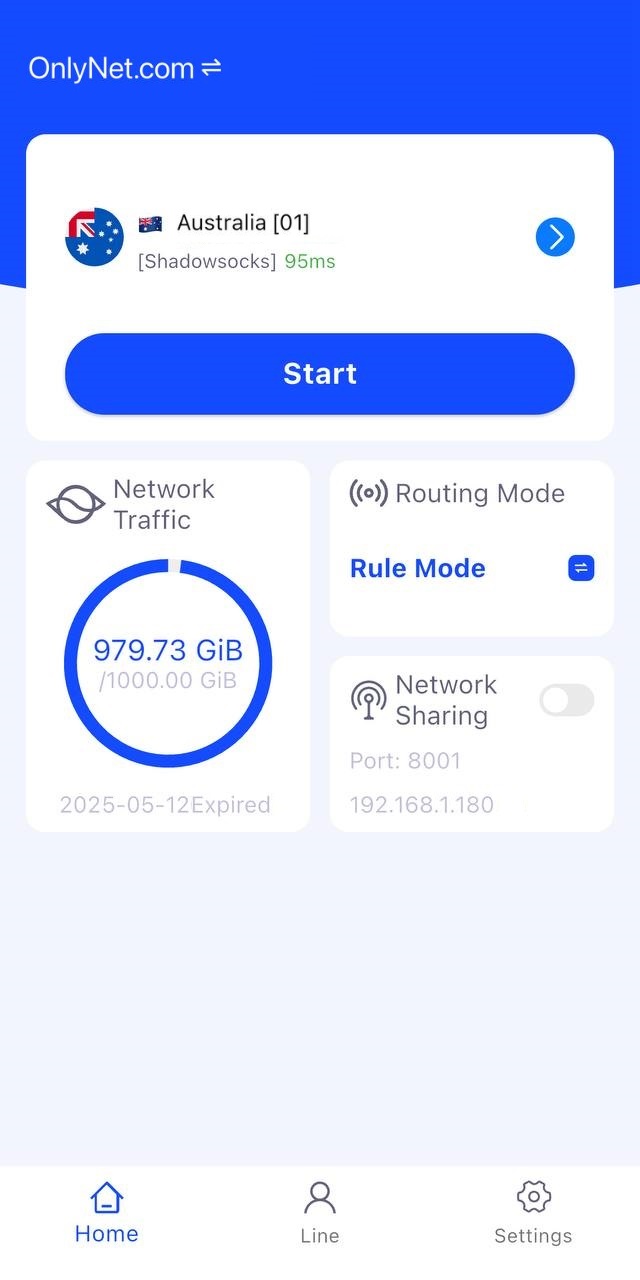 OnlyNet.com
Australia [01]
[Shadowsocks] 95ms
Start
Network
Traffic
979.73 GiB
/1000.00 GiB
2025-05-12Expired
Routing Mode
Rule Mode
Network
Sharing
Port: 8001
192.168.1.180
Home
Line
Settings